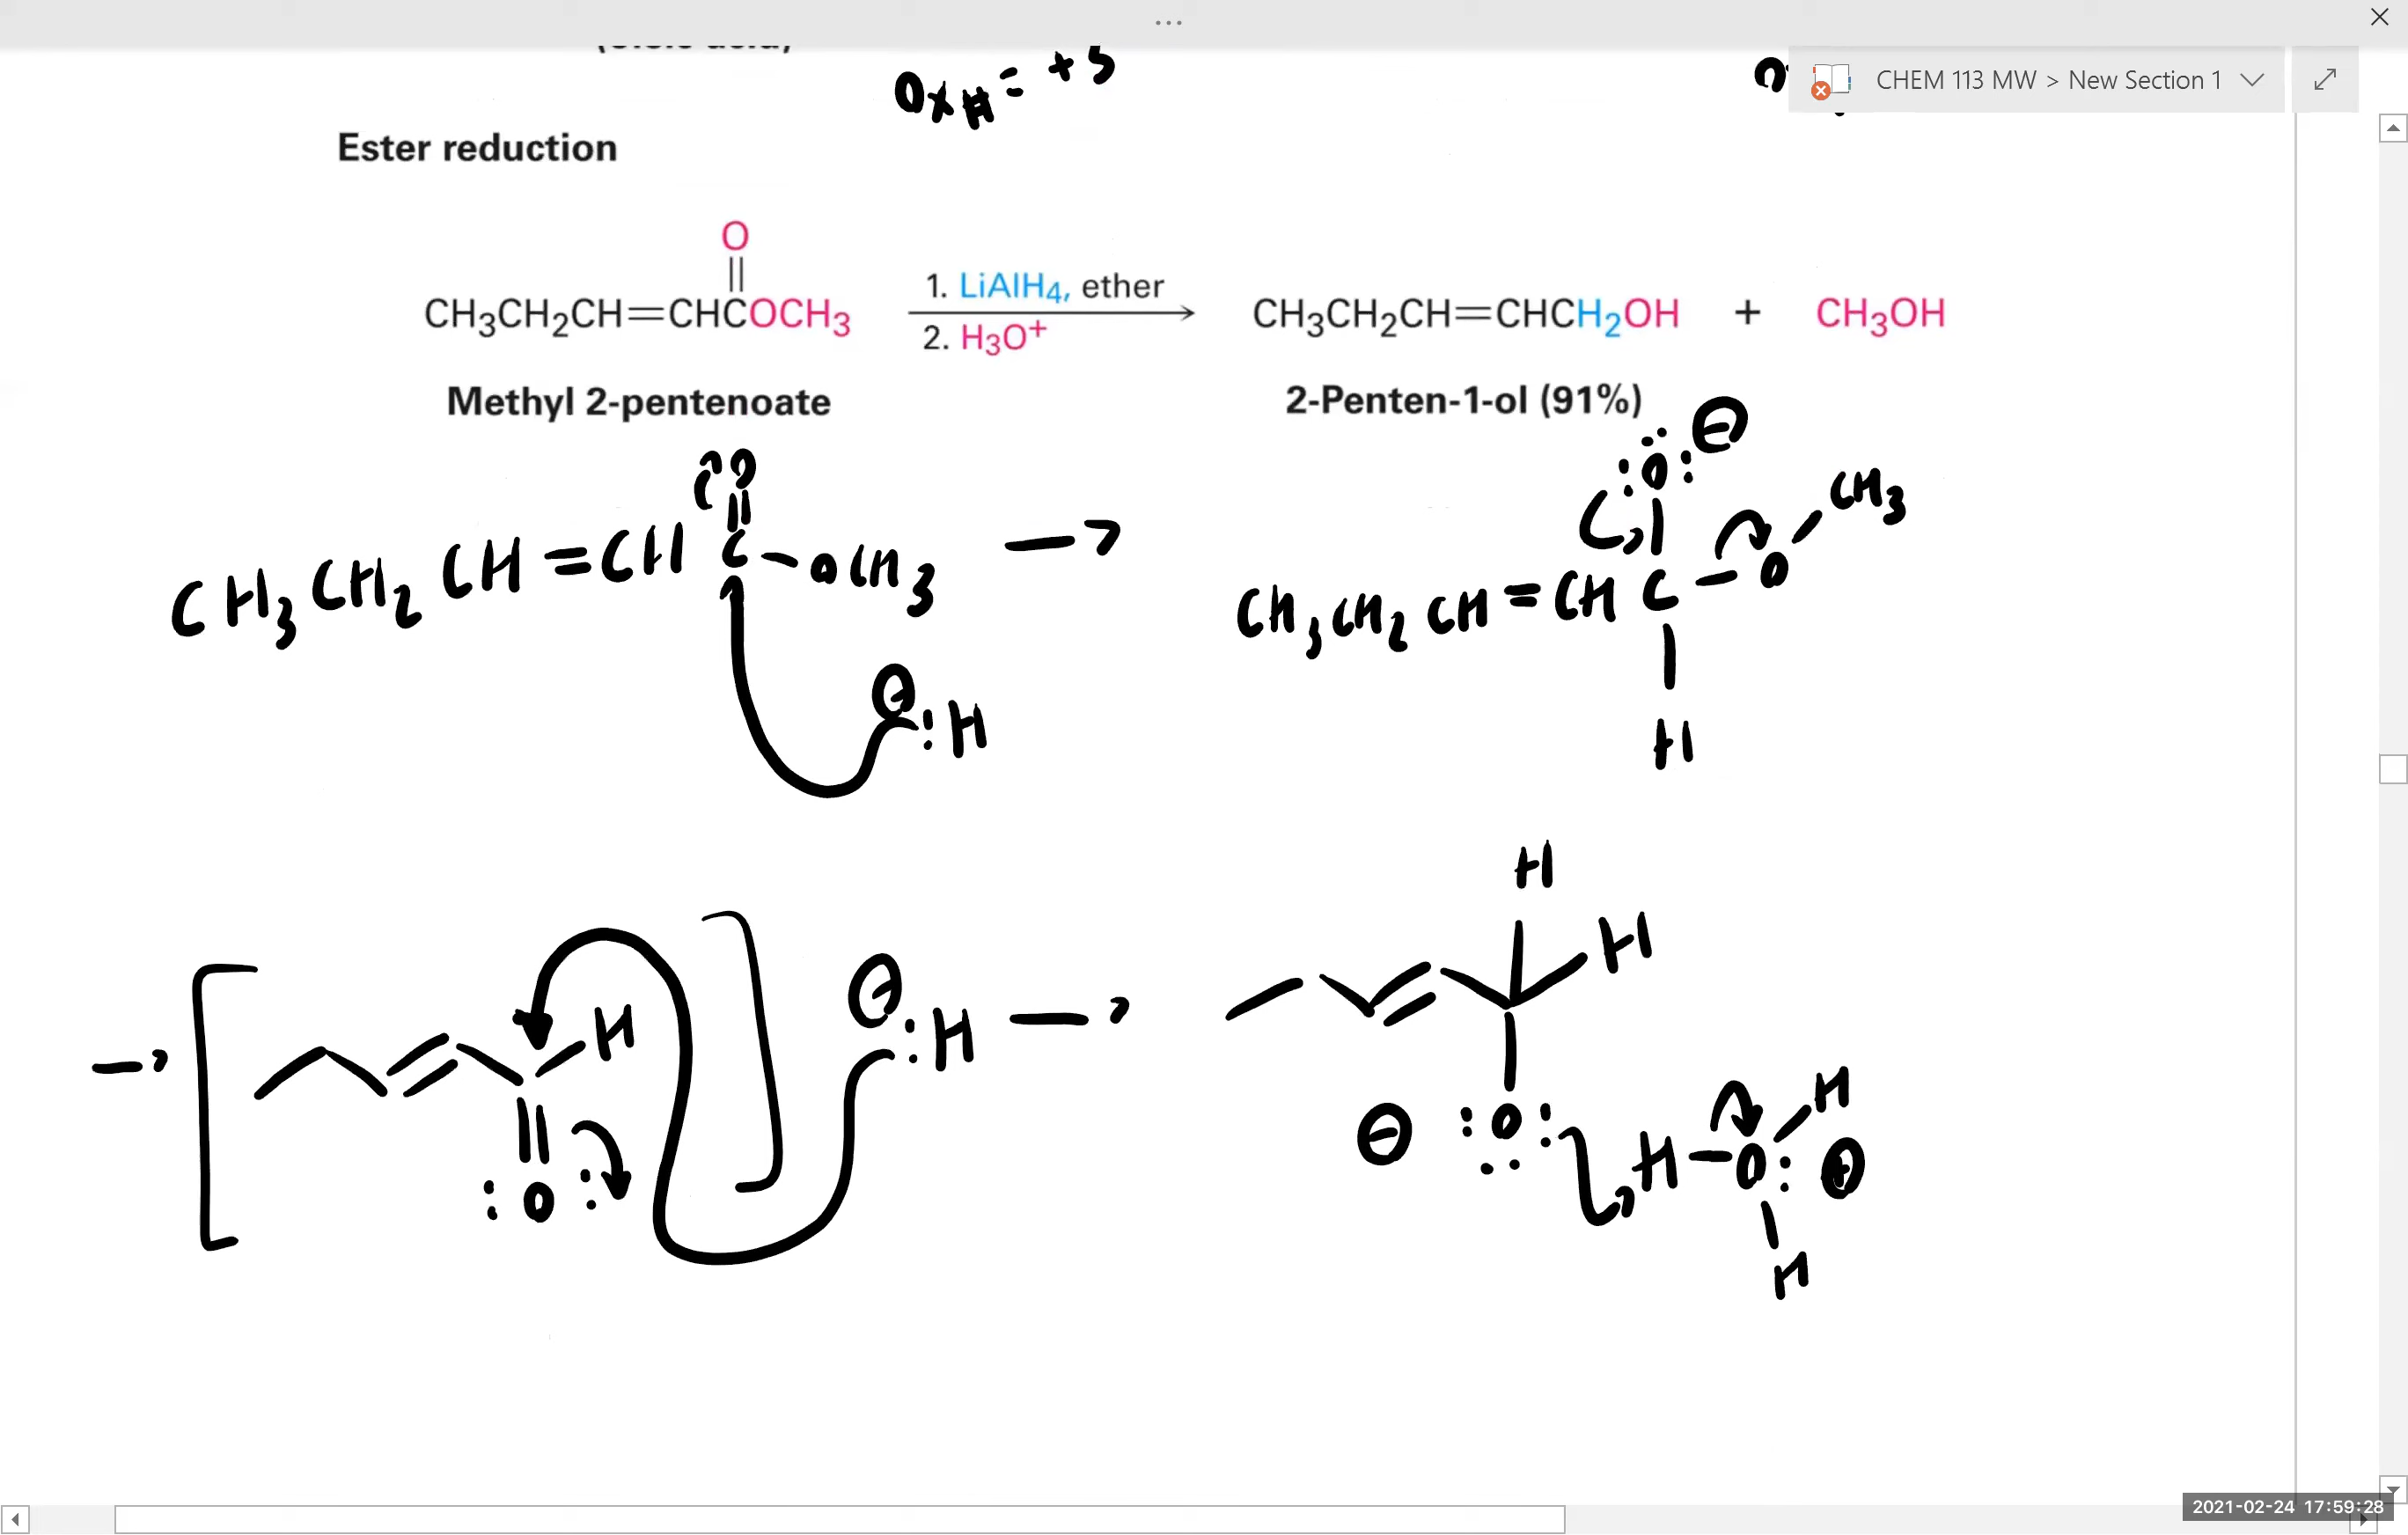 ...
Ox # = +3
CHEM 113 MW > New Section 1
Ester reduction
O
||
CH3CH2CH=CHCOCH3
1. LiAlH4, ether
2. H3O+
CH3CH2CH=CHCH2OH + CH3OH
Methyl 2-pentenoate
2-Penten-1-ol (91%)
O
CH3CH2CH=CH C-OCH3 →
⊖
:H
:O: ⊖
CH3CH2CH=CH C-O CH3
H
→ [ H
:O: ]
⊖
:H →
H
H
⊖ :O: H-O: ⊕
H
H
2021-02-24 17:59:28